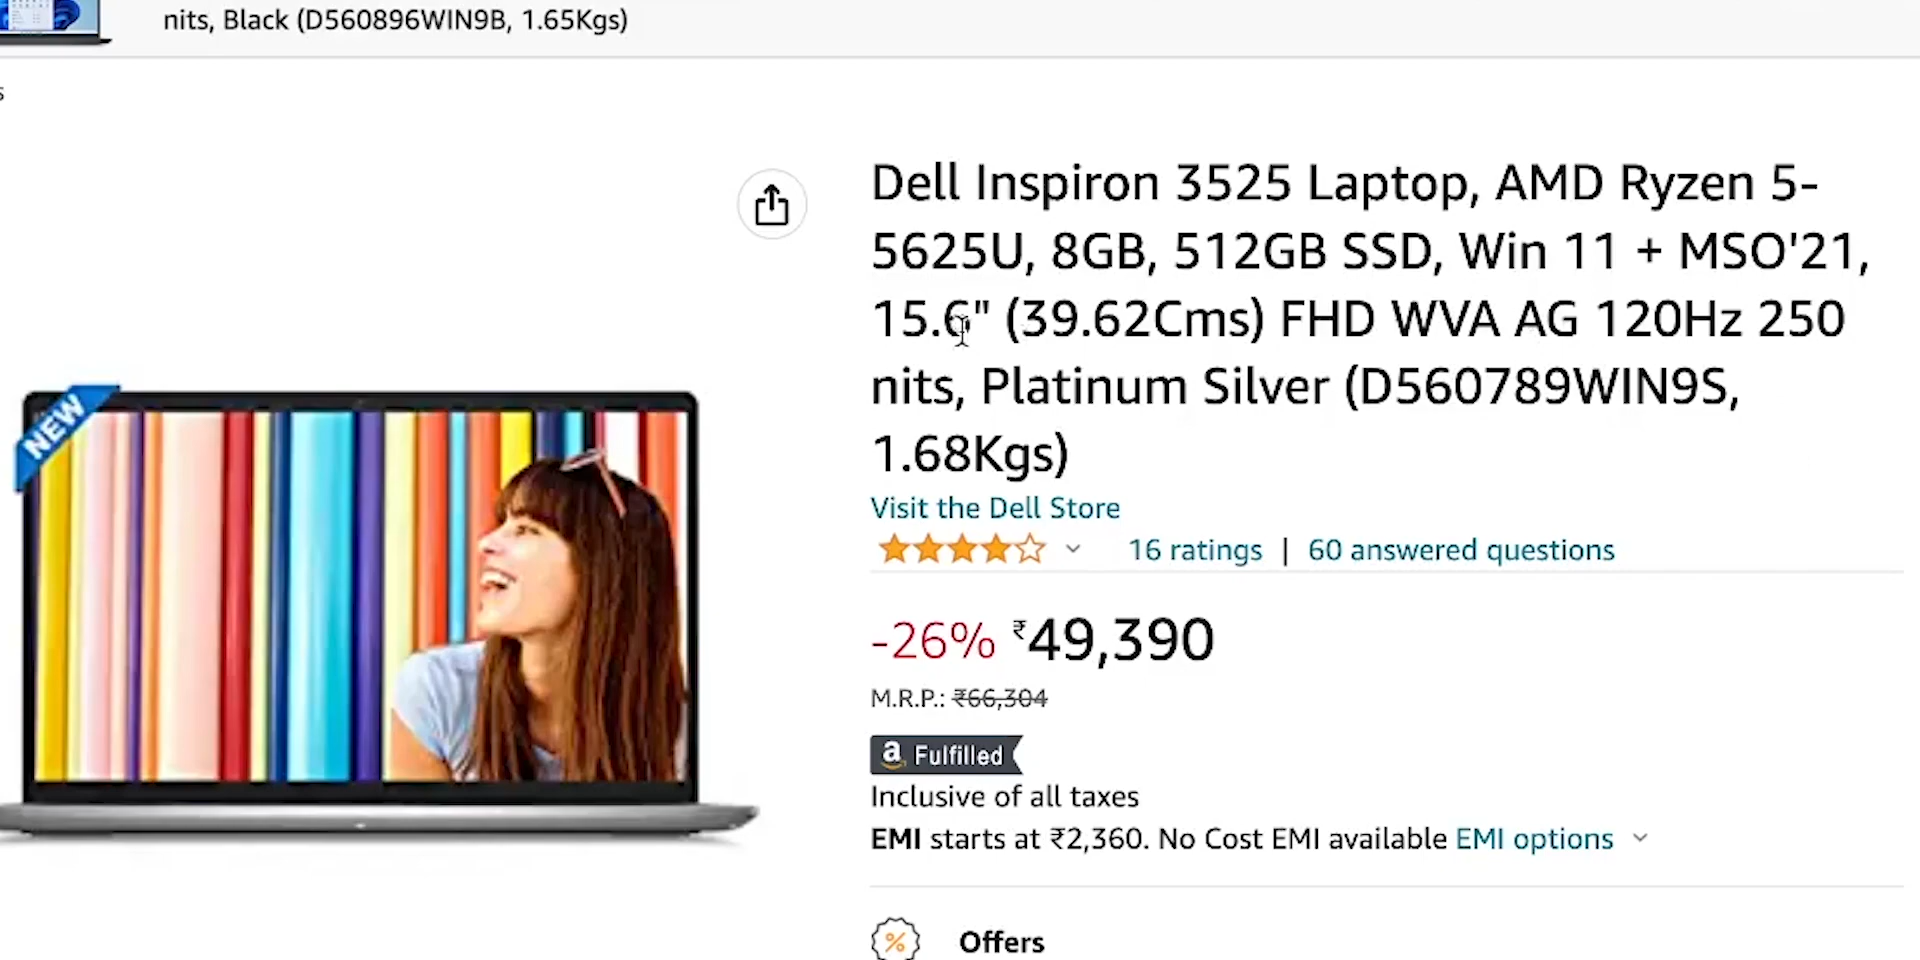 nits, Black (D560896WIN9B, 1.65Kgs)
s
Dell Inspiron 3525 Laptop, AMD Ryzen 5-
5625U, 8GB, 512GB SSD, Win 11 + MSO'21,
15.6" (39.62Cms) FHD WVA AG 120Hz 250
nits, Platinum Silver (D560789WIN9S,
1.68Kgs)
Visit the Dell Store
16 ratings | 60 answered questions
NEW
-26% ₹49,390
M.R.P.: ₹66,304
a Fulfilled
Inclusive of all taxes
EMI starts at ₹2,360. No Cost EMI available EMI options
% Offers